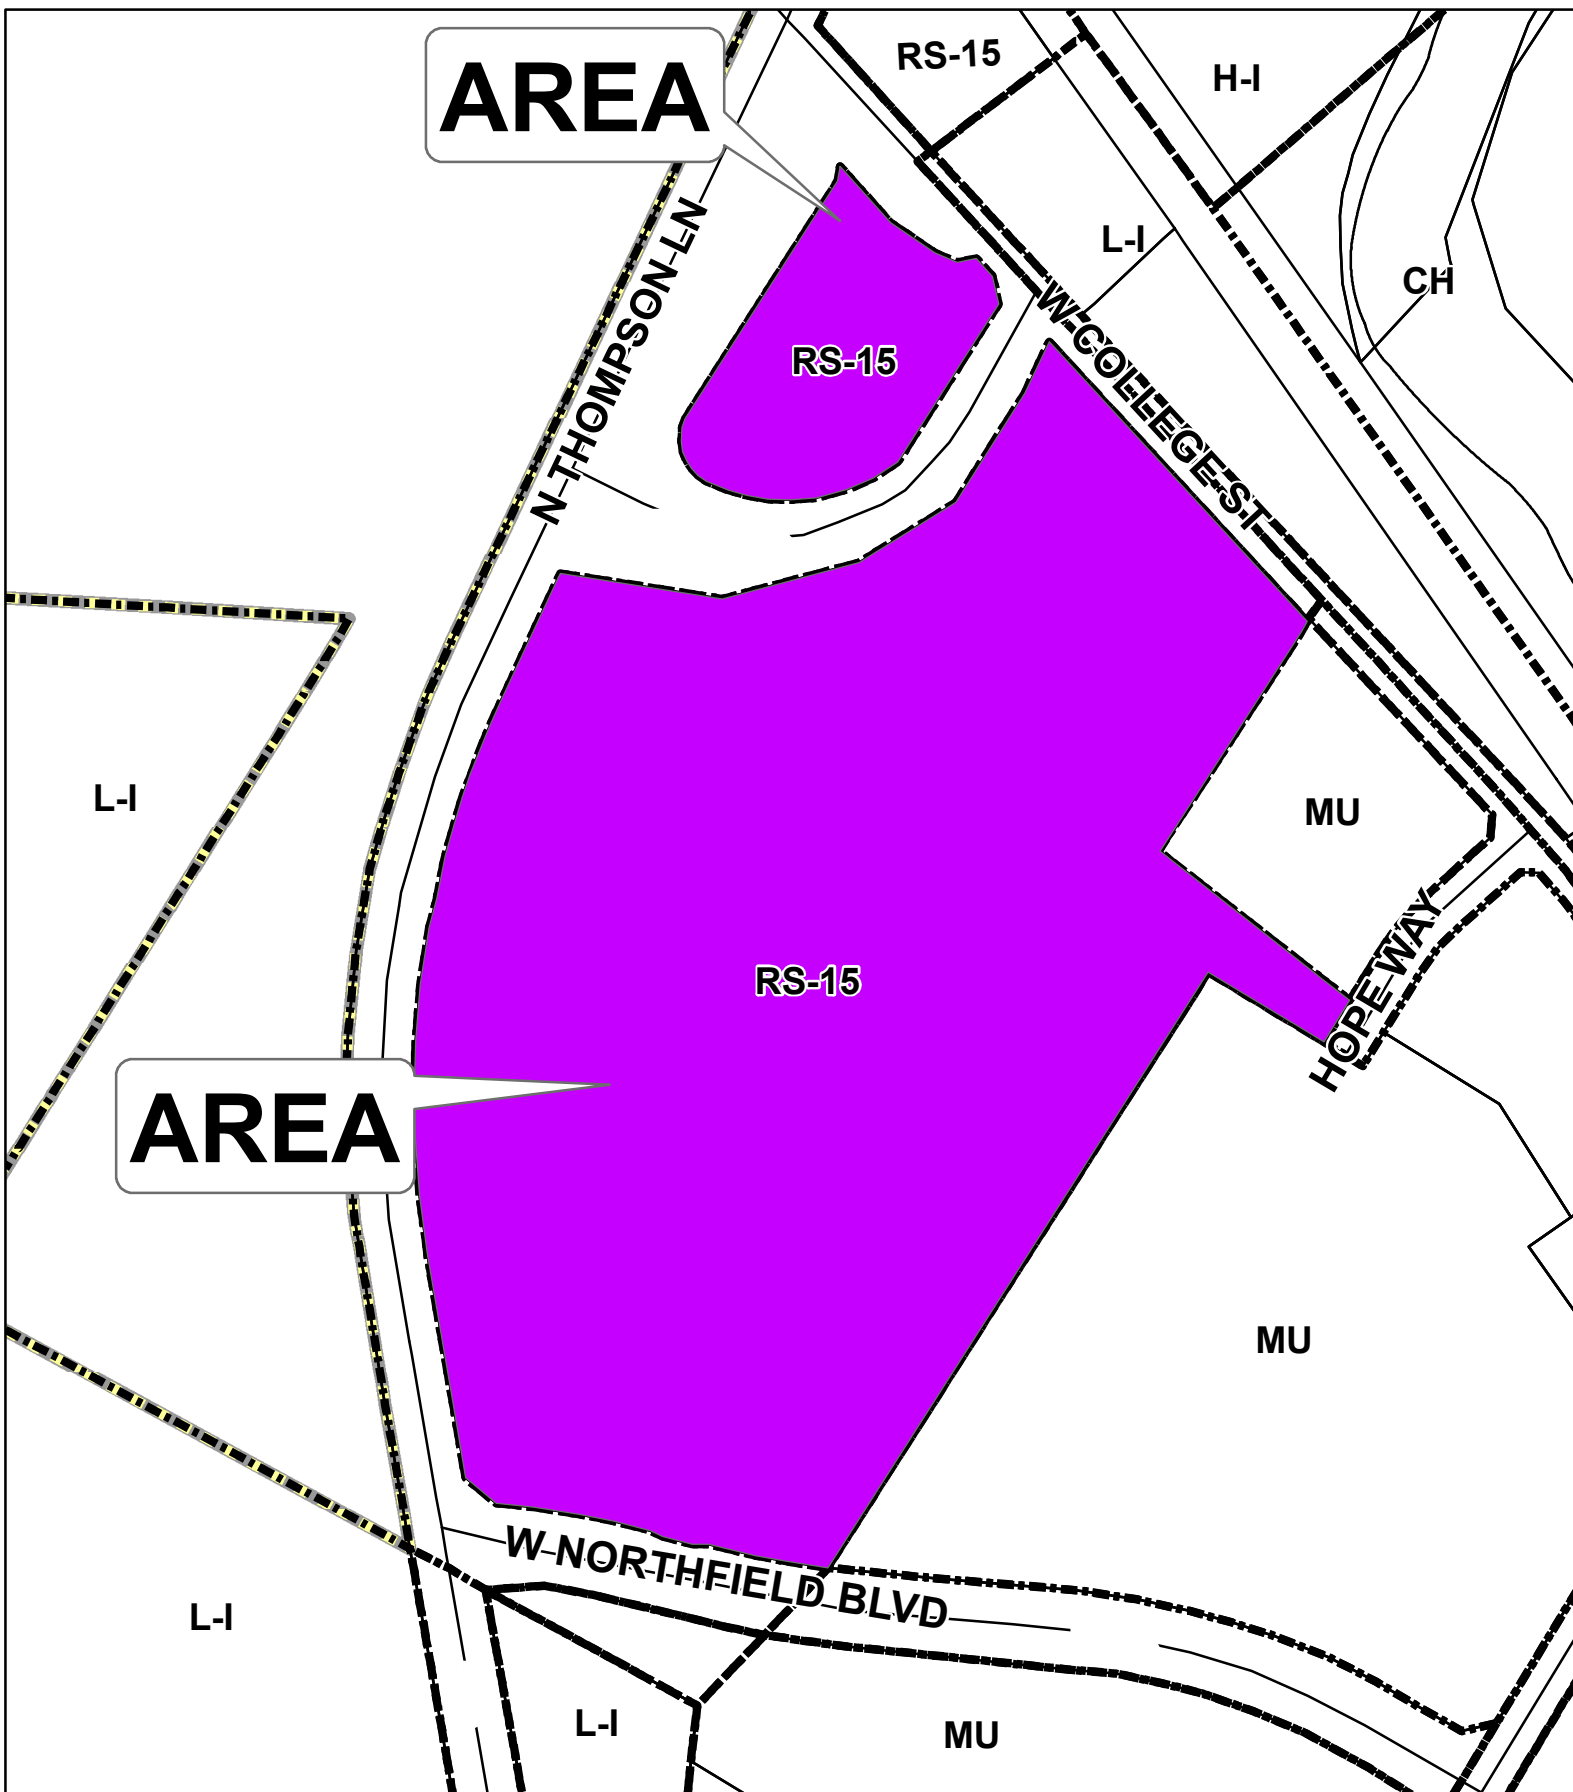 RS-15
H-I
AREA
N THOMPSON LN
L-I
CH
W COLLEGE ST
RS-15
L-I
MU
HOPE WAY
RS-15
AREA
MU
W NORTHFIELD BLVD
L-I
L-I
MU